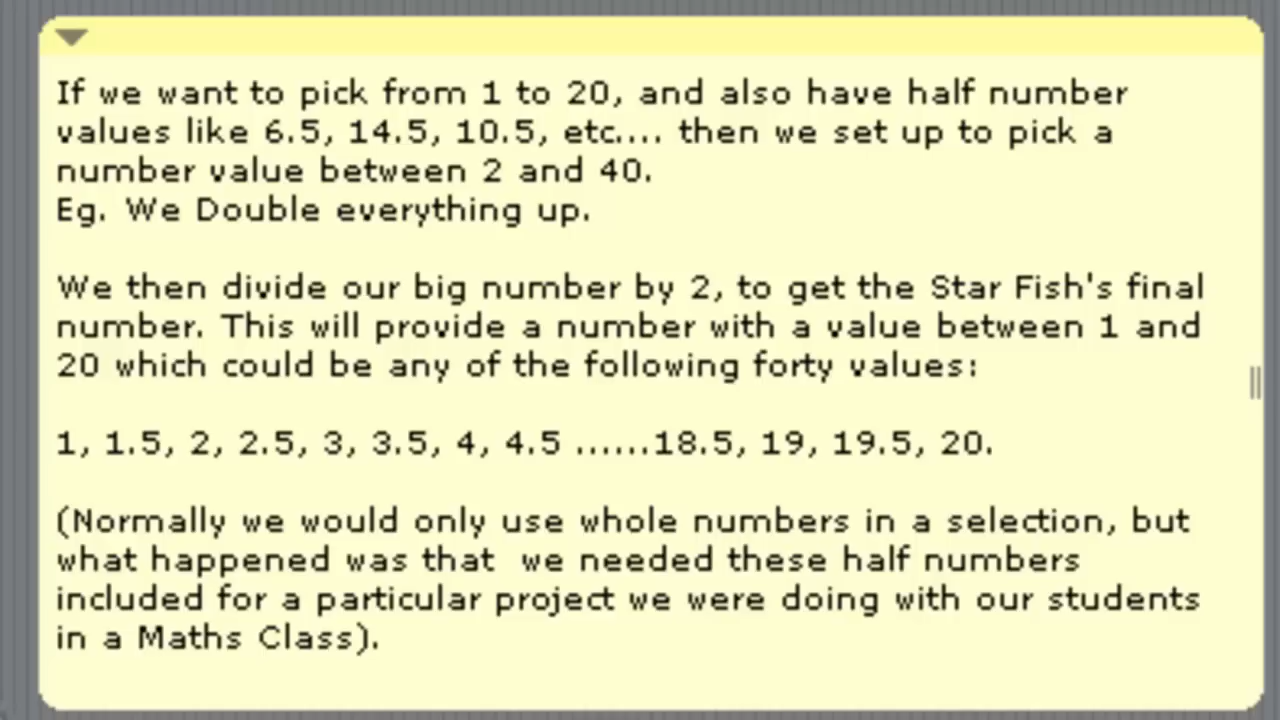 If we want to pick from 1 to 20, and also have half number
values like 6.5, 14.5, 10.5, etc.... then we set up to pick a
number value between 2 and 40.
Eg. We Double everything up.
We then divide our big number by 2, to get the Star Fish's final
number. This will provide a number with a value between 1 and
20 which could be any of the following forty values:
1, 1.5, 2, 2.5, 3, 3.5, 4, 4.5 ......18.5, 19, 19.5, 20.
(Normally we would only use whole numbers in a selection, but
what happened was that  we needed these half numbers
included for a particular project we were doing with our students
in a Maths Class).